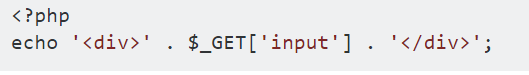 <?php
echo '<div>' . $_GET['input'] . '</div>';